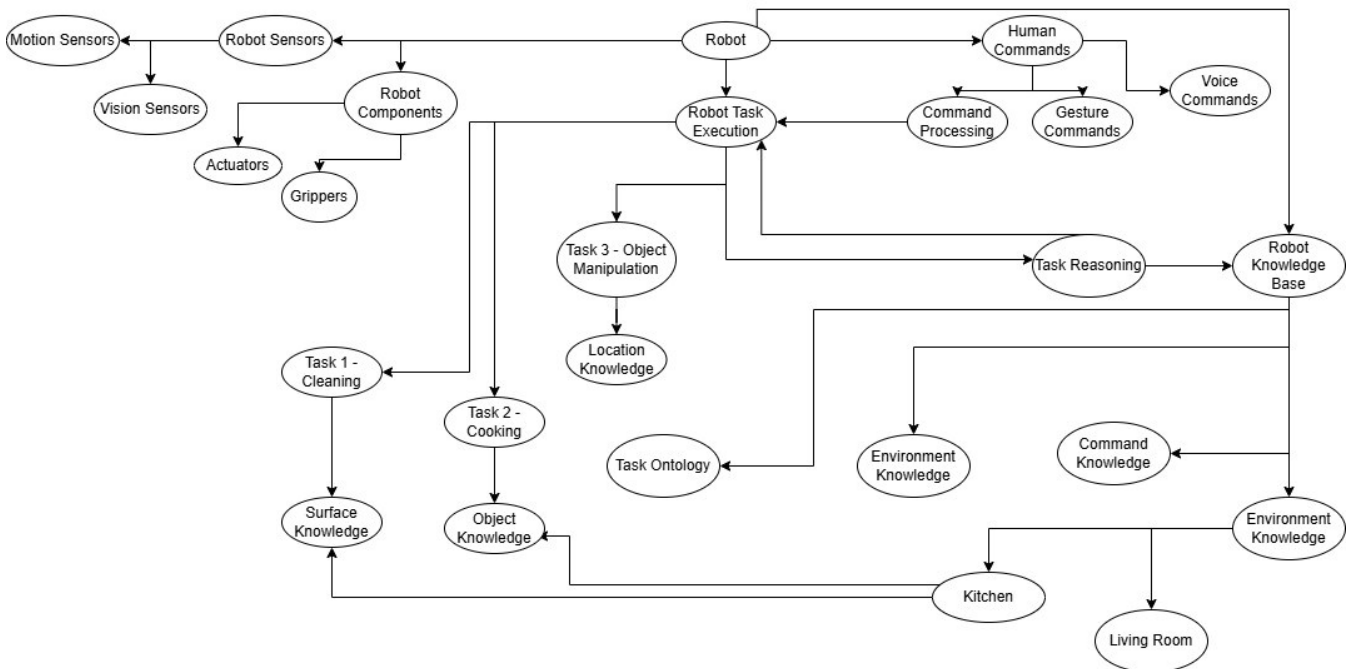 Motion Sensors
Robot Sensors
Robot
Human
Commands
Vision Sensors
Robot
Components
Robot Task
Execution
Command
Processing
Gesture
Commands
Voice
Commands
Actuators
Grippers
Task 3 - Object
Manipulation
Task Reasoning
Robot
Knowledge
Base
Task 1 -
Cleaning
Location
Knowledge
Task 2 -
Cooking
Task Ontology
Environment
Knowledge
Command
Knowledge
Surface
Knowledge
Object
Knowledge
Environment
Knowledge
Kitchen
Living Room